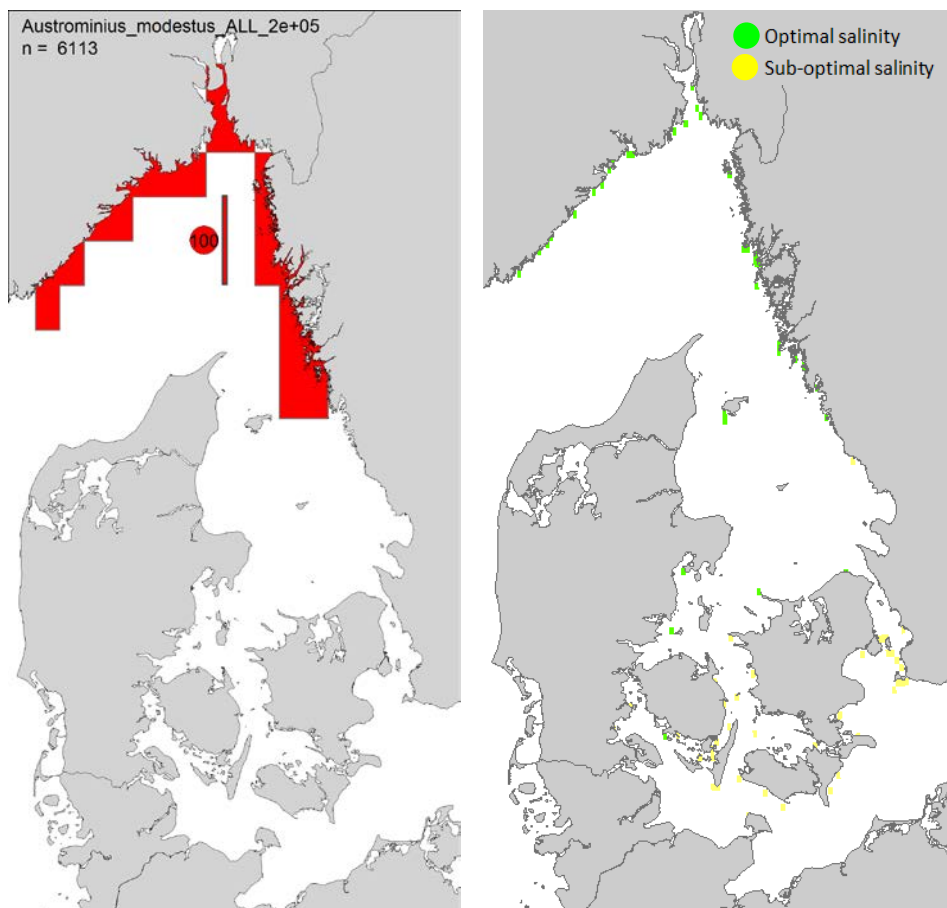 Austrominius_modestus_ALL_2e+05
n = 6113
100
Optimal salinity
Sub-optimal salinity